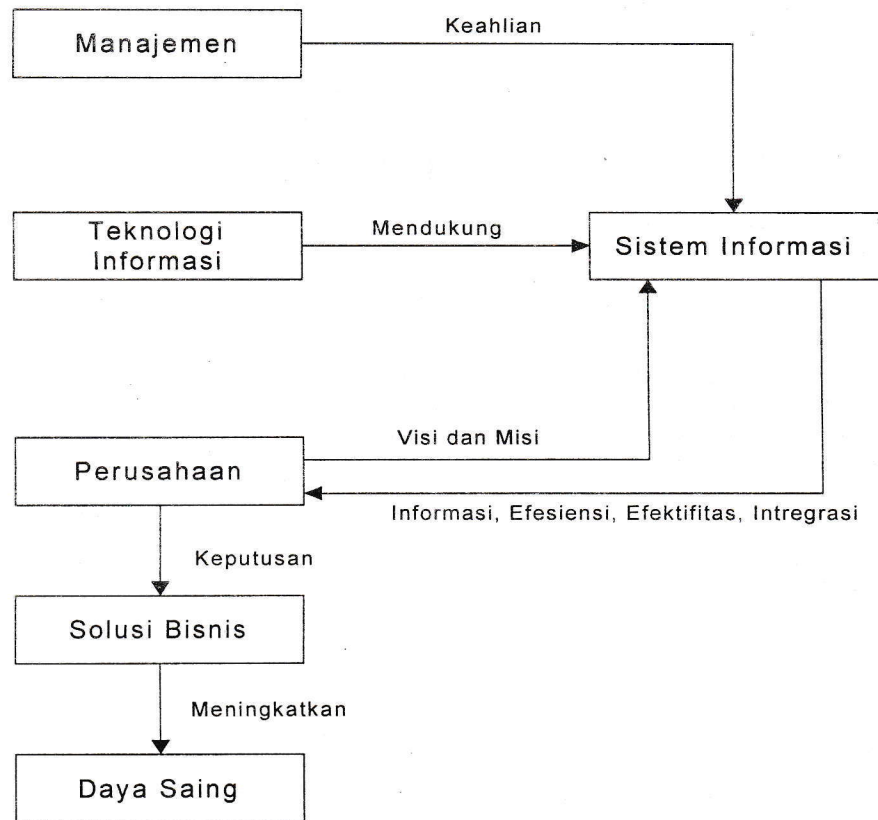 Manajemen
Keahlian
Teknologi
Informasi
Mendukung
Sistem Informasi
Perusahaan
Visi dan Misi
Informasi, Efesiensi, Efektifitas, Intregrasi
Keputusan
Solusi Bisnis
Meningkatkan
Daya Saing